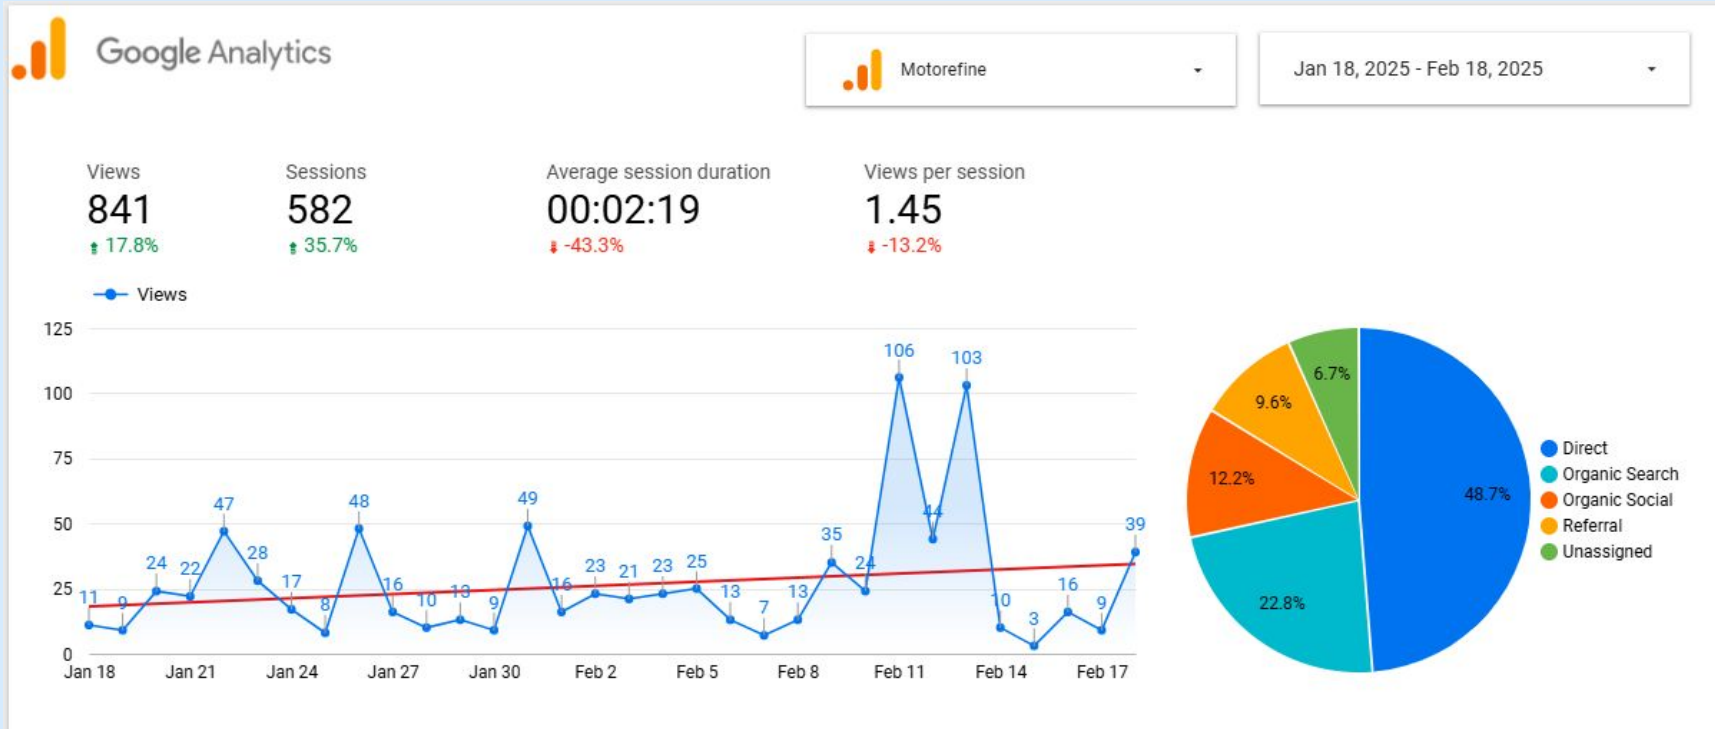 Google Analytics
Motorefine
Jan 18, 2025 - Feb 18, 2025
Views
841
17.8%
Sessions
582
35.7%
Average session duration
00:02:19
-43.3%
Views per session
1.45
-13.2%
Views
125
100
75
50
25
0
11
9
24
22
47
28
17
8
48
16
10
13
9
49
16
23
21
23
25
13
7
13
35
24
106
44
103
10
3
16
9
39
Jan 18
Jan 21
Jan 24
Jan 27
Jan 30
Feb 2
Feb 5
Feb 8
Feb 11
Feb 14
Feb 17
6.7%
9.6%
12.2%
22.8%
48.7%
Direct
Organic Search
Organic Social
Referral
Unassigned